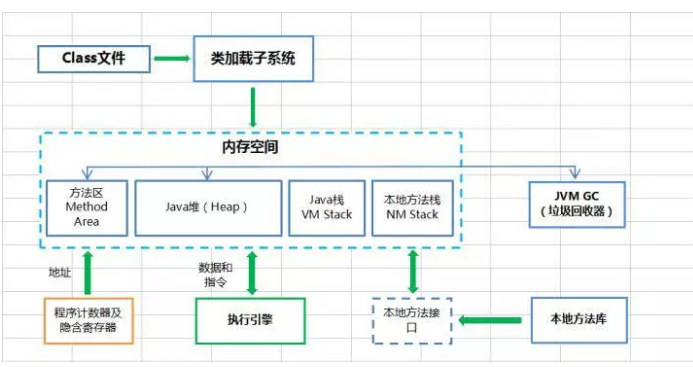 Class文件
类加载子系统
内存空间
方法区
Method
Area
Java堆（Heap）
Java栈
VM Stack
本地方法栈
NM Stack
JVM GC
（垃圾回收器）
地址
数据和
指令
程序计数器及
隐含寄存器
执行引擎
本地方法接
口
本地方法库